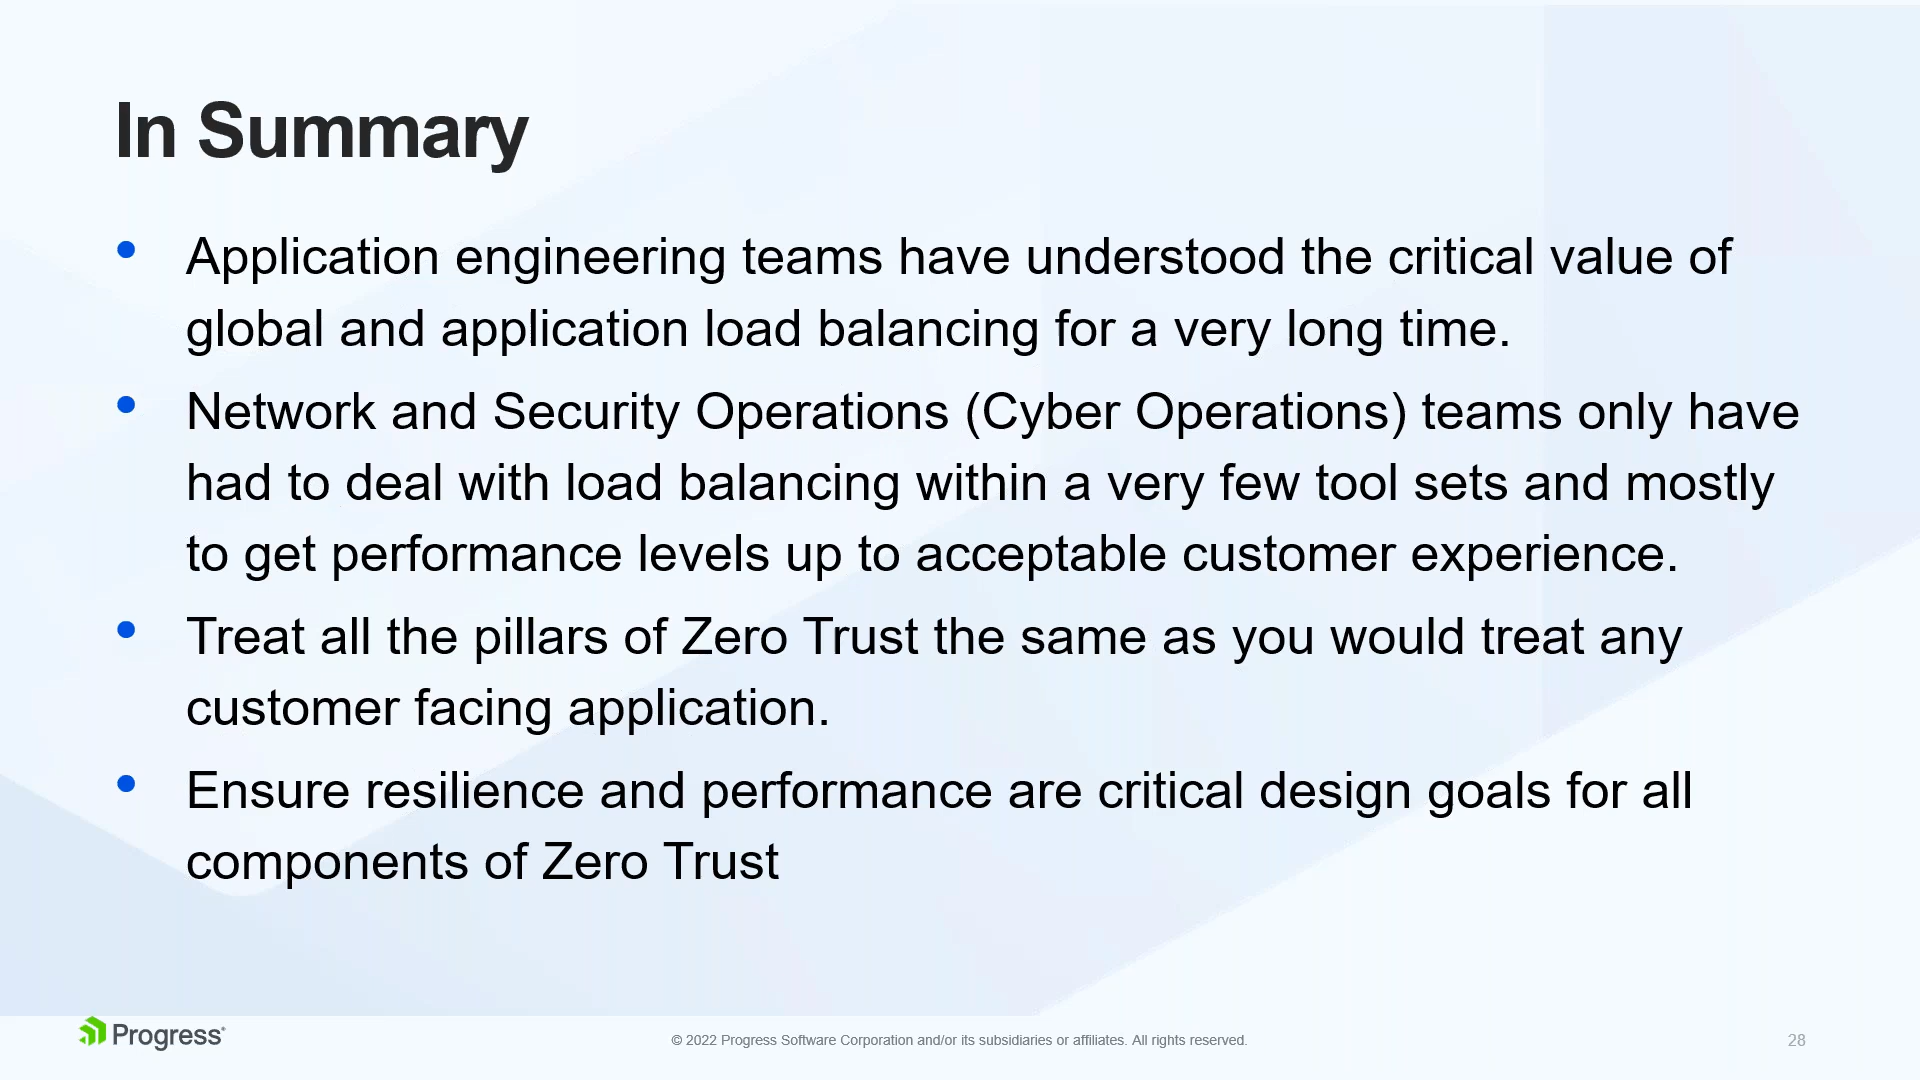 In Summary
• Application engineering teams have understood the critical value of
global and application load balancing for a very long time.
• Network and Security Operations (Cyber Operations) teams only have
had to deal with load balancing within a very few tool sets and mostly
to get performance levels up to acceptable customer experience.
• Treat all the pillars of Zero Trust the same as you would treat any
customer facing application.
• Ensure resilience and performance are critical design goals for all
components of Zero Trust
Progress®
© 2022 Progress Software Corporation and/or its subsidiaries or affiliates. All rights reserved.
28